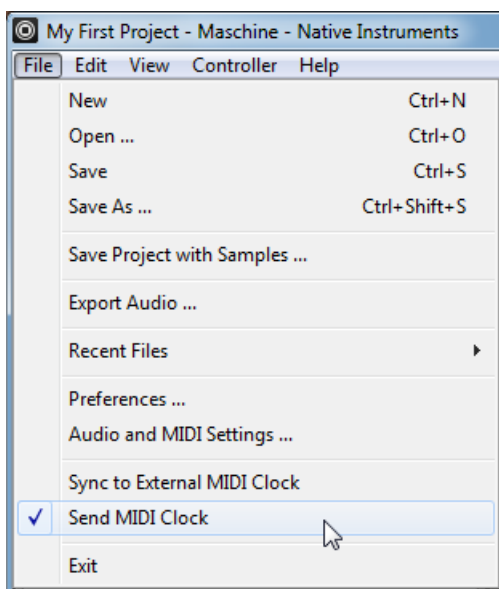 My First Project - Maschine - Native Instruments
File Edit View Controller Help
New Ctrl+N
Open ... Ctrl+O
Save Ctrl+S
Save As ... Ctrl+Shift+S
Save Project with Samples ...
Export Audio ...
Recent Files
Preferences ...
Audio and MIDI Settings ...
Sync to External MIDI Clock
Send MIDI Clock
Exit